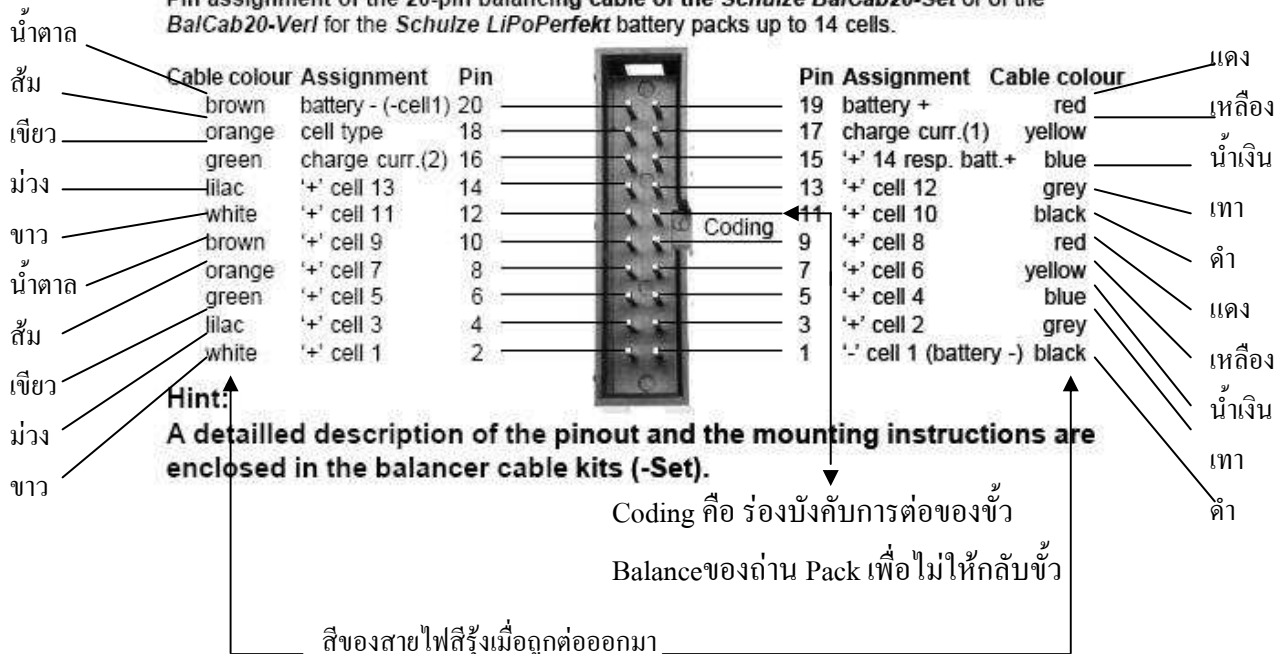 Pin assignment of the 20-pin balancing cable of the Schulze BalCab20-Set or of the
BalCab20-Verl for the Schulze LiPoPerfekt battery packs up to 14 cells.
Cable colour Assignment Pin Pin Assignment Cable colour
น้ำตาล brown battery - (-cell1) 20 19 battery + red แดง
ส้ม orange cell type 18 17 charge curr.(1) yellow เหลือง
เขียว green charge curr.(2) 16 15 '+' 14 resp. batt.+ blue น้ำเงิน
ม่วง lilac '+' cell 13 14 13 '+' cell 12 grey เทา
ขาว white '+' cell 11 12 Coding 11 '+' cell 10 black ดำ
น้ำตาล brown '+' cell 9 10 9 '+' cell 8 red แดง
ส้ม orange '+' cell 7 8 7 '+' cell 6 yellow เหลือง
เขียว green '+' cell 5 6 5 '+' cell 4 blue น้ำเงิน
ม่วง lilac '+' cell 3 4 3 '+' cell 2 grey เทา
ขาว white '+' cell 1 2 1 '-' cell 1 (battery -) black ดำ
Hint:
A detailled description of the pinout and the mounting instructions are
enclosed in the balancer cable kits (-Set).
Coding คือ ร่องบังคับการต่อของขั้ว
Balanceของถ่าน Pack เพื่อไม่ให้กลับขั้ว
สีของสายไฟสีรุ้งเมื่อถูกต่อออกมา